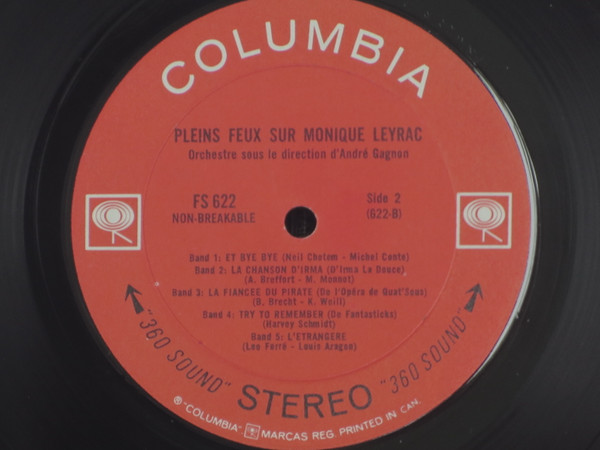 COLUMBIA
PLEINS FEUX SUR MONIQUE LEYRAC
Orchestre sous le direction d'André Gagnon
FS 622
NON-BREAKABLE
Side 2
(622-B)
Band 1: ET BYE BYE (Neil Chotem - Michel Conte)
Band 2: LA CHANSON D'IRMA (D'Irma La Douce)
(A. Breffort - M. Monnot)
Band 3: LA FIANCEE DU PIRATE (De l'Opéra de Quat'Sous)
(B. Brecht - K. Weill)
Band 4: TRY TO REMEMBER (De Fantasticks)
(Harvey Schmidt)
Band 5: L'ETRANGERE
(Leo Ferré - Louis Aragon)
"360 SOUND" STEREO "360 SOUND"
℗ "COLUMBIA", MARCAS REG. PRINTED IN CAN.